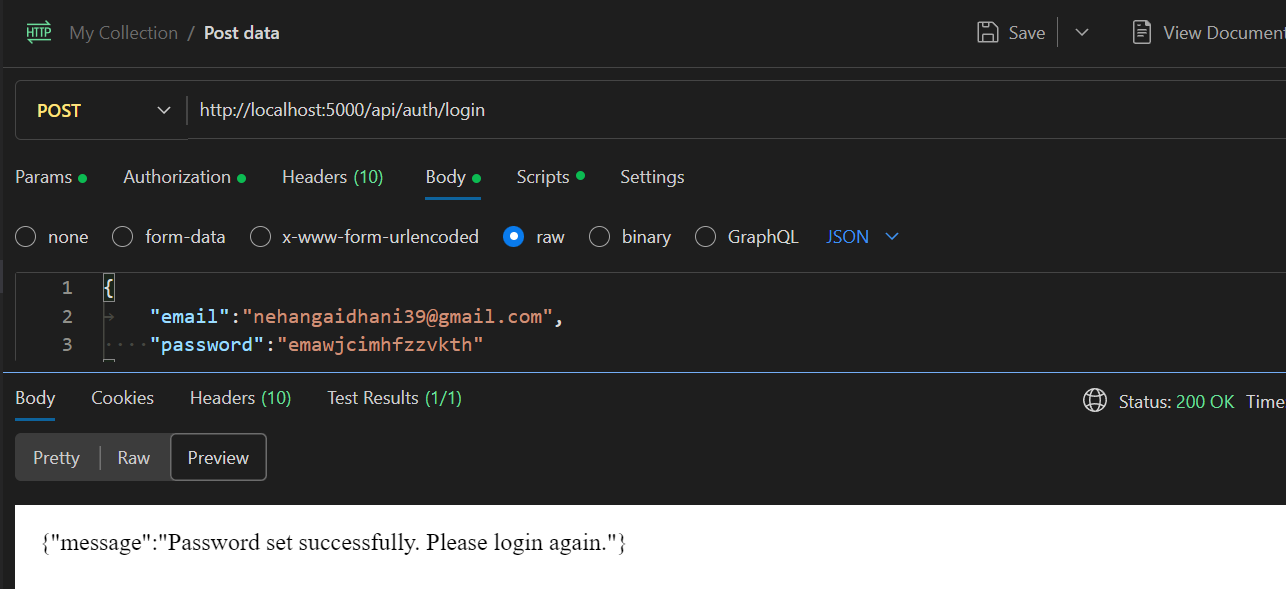 HTTP My Collection / Post data Save View Document
POST http://localhost:5000/api/auth/login
Params Authorization Headers (10) Body Scripts Settings
none form-data x-www-form-urlencoded raw binary GraphQL JSON
1 {
2 "email":"nehangaidhani39@gmail.com",
3 "password":"emawjcimhfzzvkth"
Body Cookies Headers (10) Test Results (1/1) Status: 200 OK Time
Pretty Raw Preview
{"message":"Password set successfully. Please login again."}